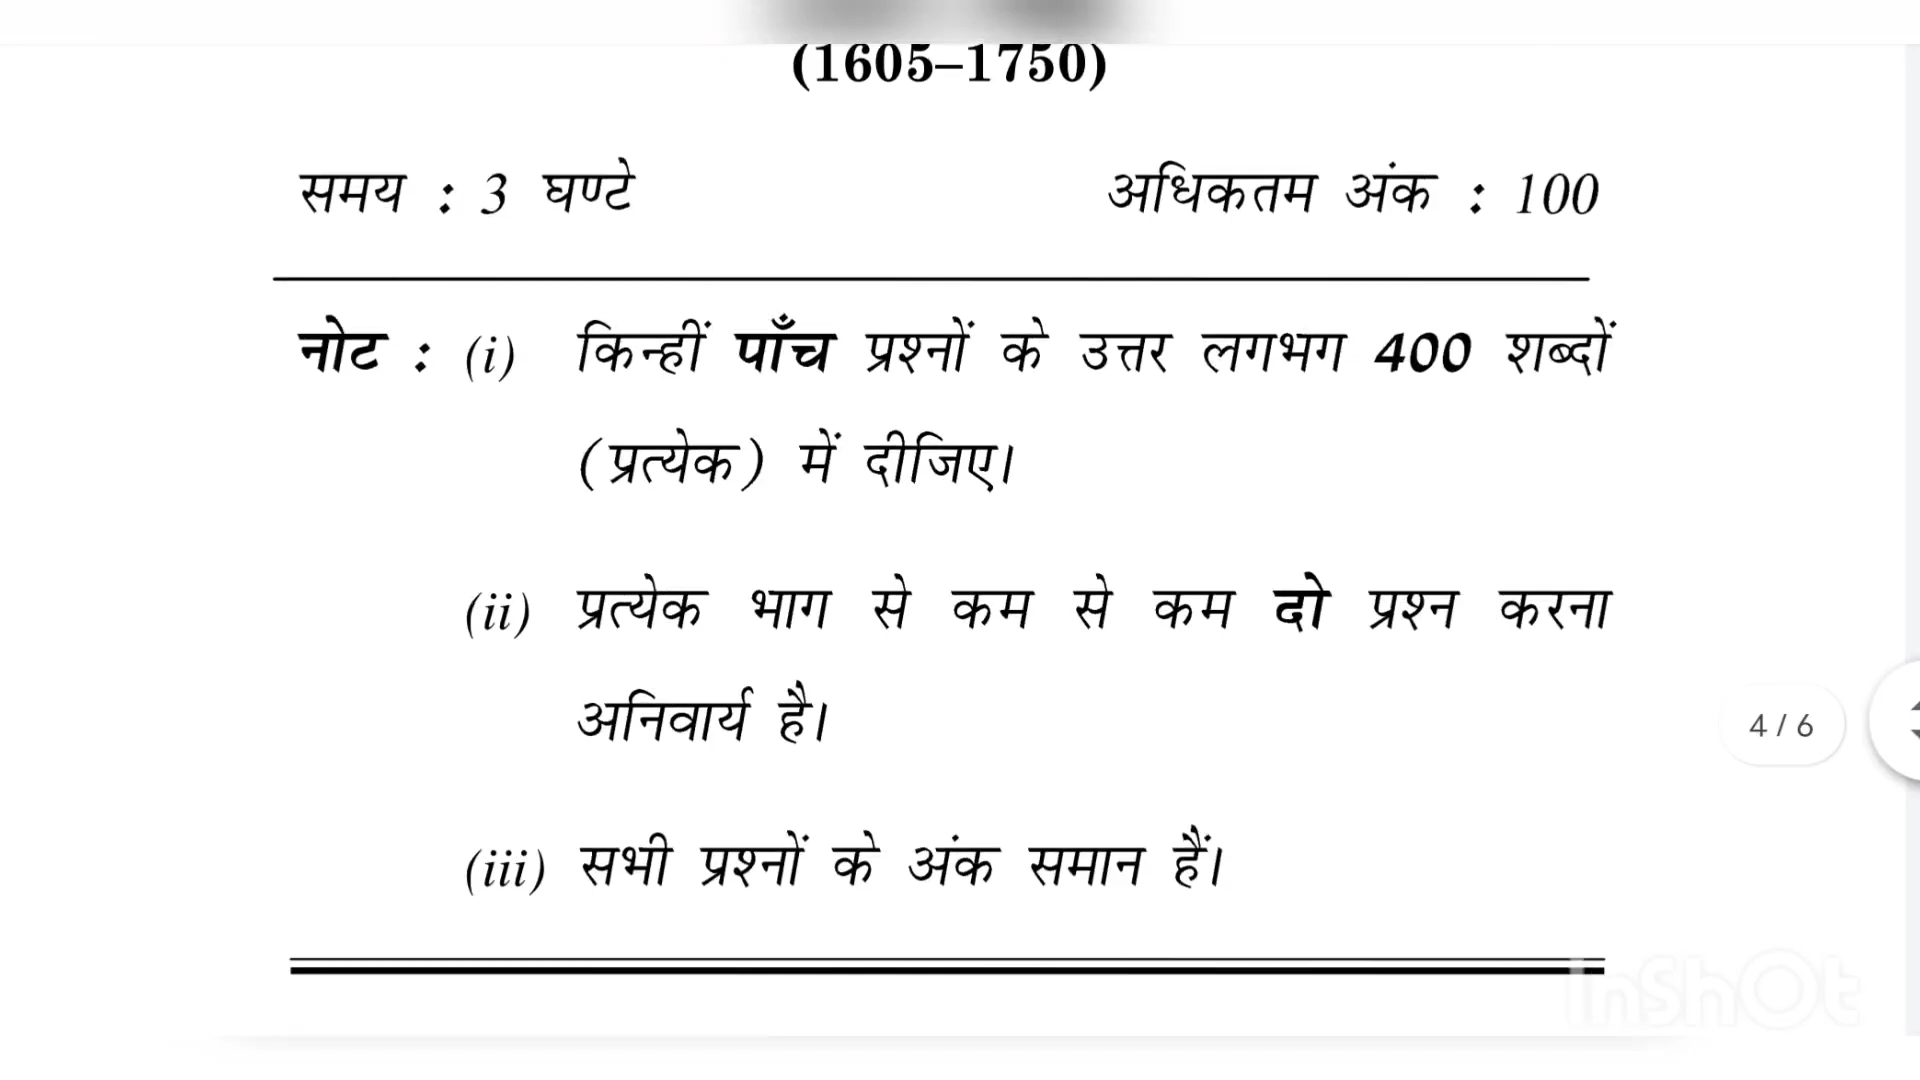 (1605–1750)
समय : 3 घण्टे अधिकतम अंक : 100
नोट : (i) किन्हीं पाँच प्रश्नों के उत्तर लगभग 400 शब्दों
(प्रत्येक) में दीजिए।
(ii) प्रत्येक भाग से कम से कम दो प्रश्न करना
अनिवार्य है।
4 / 6
(iii) सभी प्रश्नों के अंक समान हैं।
InShOt